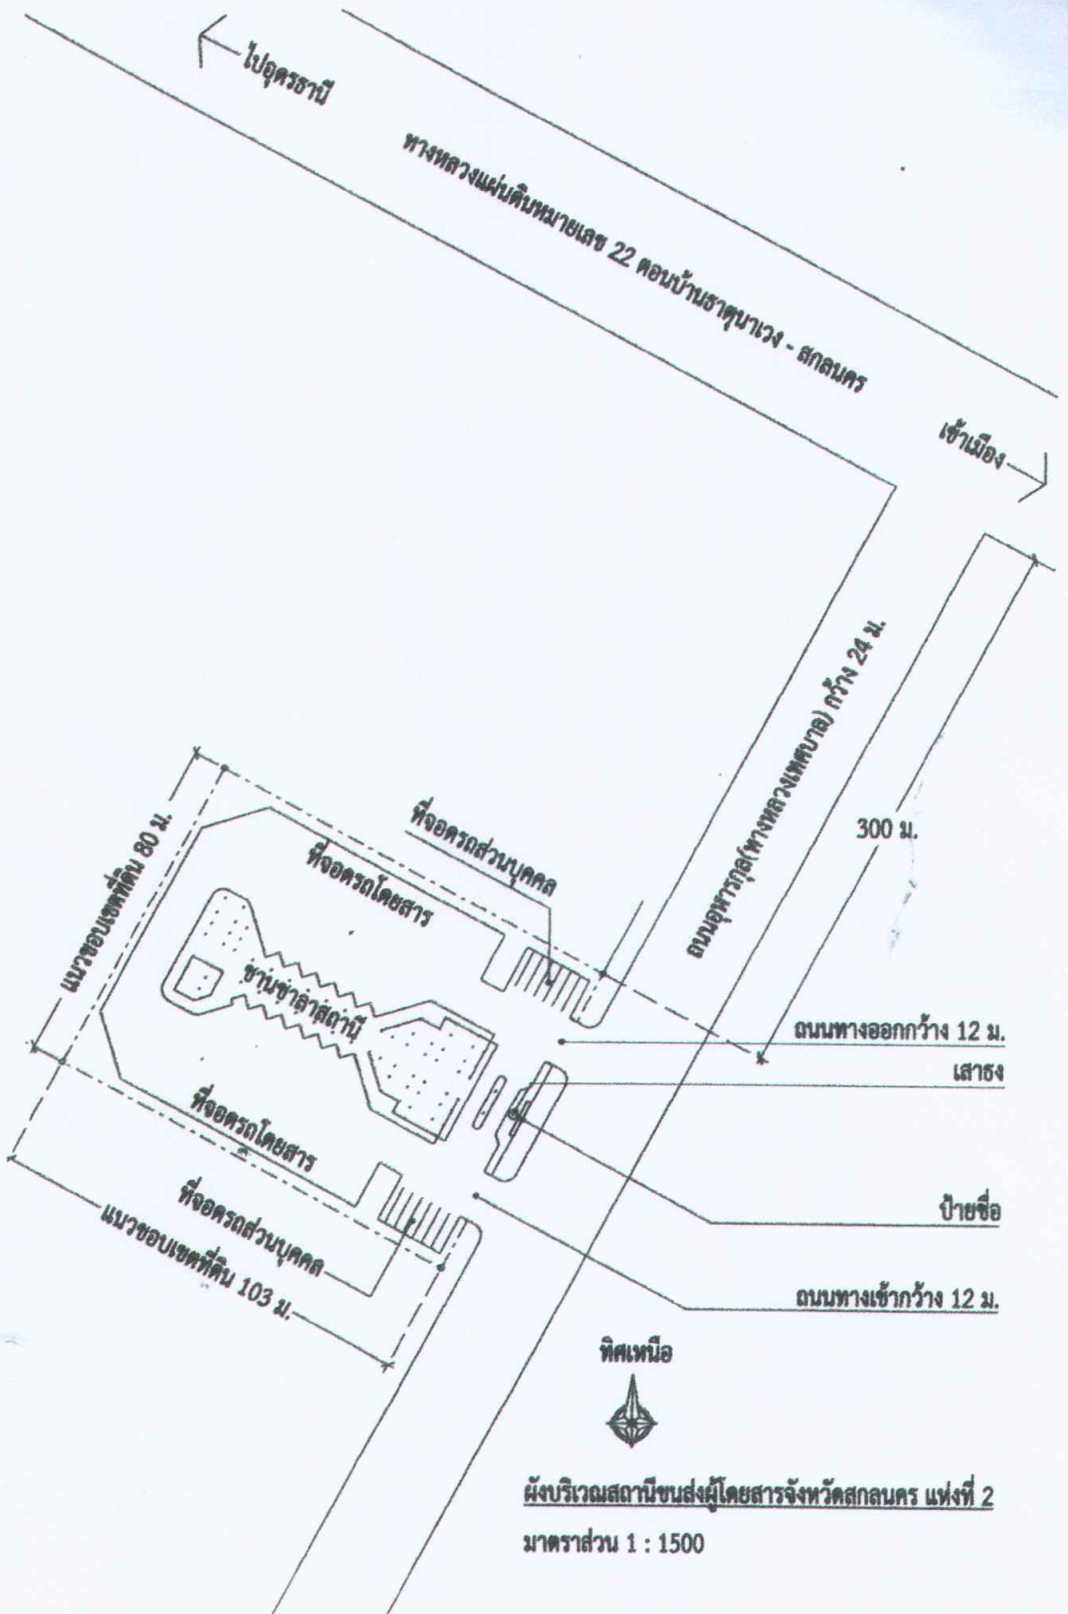 ไปอุดรธานี
ทางหลวงแผ่นดินหมายเลข 22 ตอนบ้านธาตุนาเวง - สกลนคร
เข้าเมือง
ถนนอุหารกุล(ทางหลวงเทศบาล) กว้าง 24 ม.
300 ม.
แนวขอบเขตที่ดิน 80 ม.
ที่จอดรถส่วนบุคคล
ที่จอดรถโดยสาร
ชานชาลาสถานี
ถนนทางออกกว้าง 12 ม.
เสาธง
ที่จอดรถโดยสาร
ที่จอดรถส่วนบุคคล
แนวขอบเขตที่ดิน 103 ม.
ป้ายชื่อ
ถนนทางเข้ากว้าง 12 ม.
ทิศเหนือ
ผังบริเวณสถานีขนส่งผู้โดยสารจังหวัดสกลนคร แห่งที่ 2
มาตราส่วน 1 : 1500